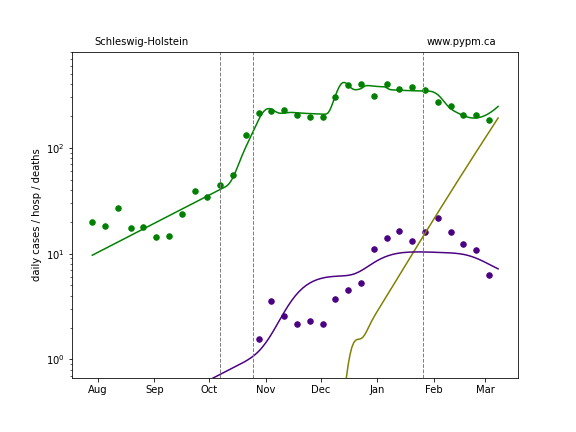 Schleswig-Holstein www.pypm.ca
daily cases / hosp / deaths
10²
10¹
10⁰
Aug Sep Oct Nov Dec Jan Feb Mar